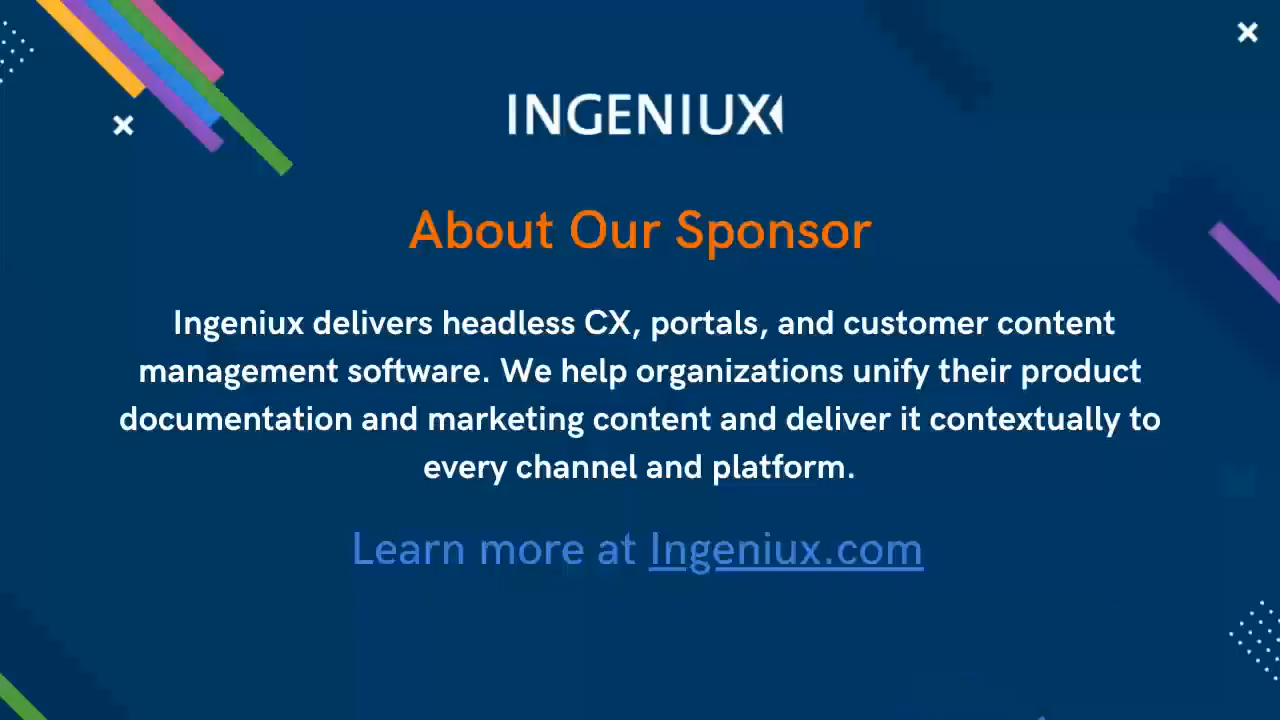 INGENIUX
About Our Sponsor
Ingeniux delivers headless CX, portals, and customer content
management software. We help organizations unify their product
documentation and marketing content and deliver it contextually to
every channel and platform.
Learn more at Ingeniux.com